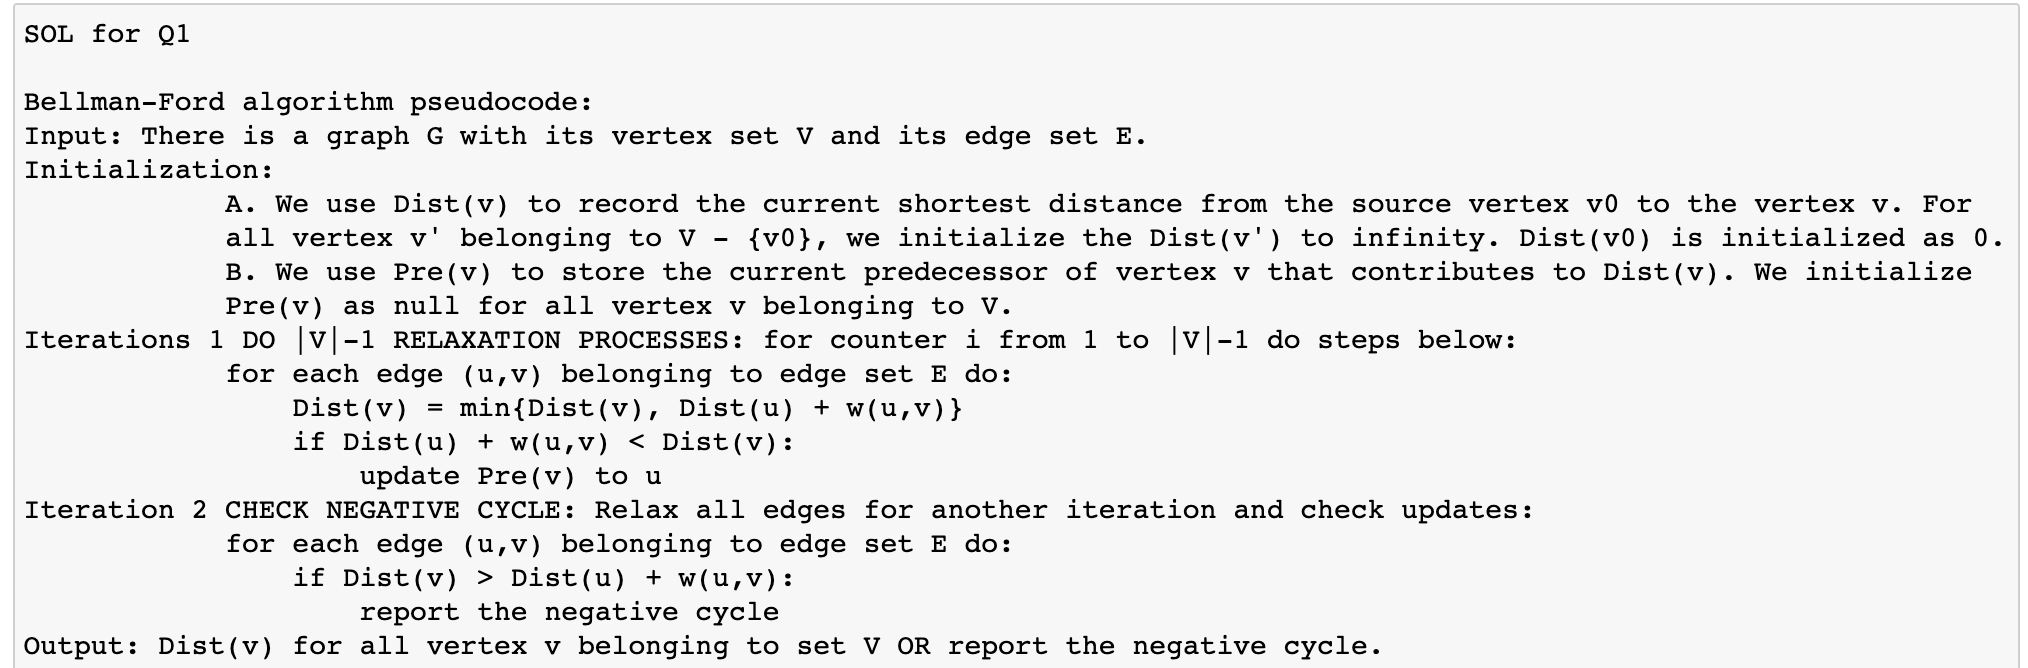 SOL for Q1
Bellman-Ford algorithm pseudocode:
Input: There is a graph G with its vertex set V and its edge set E.
Initialization:
A. We use Dist(v) to record the current shortest distance from the source vertex v0 to the vertex v. For
all vertex v' belonging to V - {v0}, we initialize the Dist(v') to infinity. Dist(v0) is initialized as 0.
B. We use Pre(v) to store the current predecessor of vertex v that contributes to Dist(v). We initialize
Pre(v) as null for all vertex v belonging to V.
Iterations 1 DO |V|-1 RELAXATION PROCESSES: for counter i from 1 to |V|-1 do steps below:
for each edge (u,v) belonging to edge set E do:
Dist(v) = min{Dist(v), Dist(u) + w(u,v)}
if Dist(u) + w(u,v) < Dist(v):
update Pre(v) to u
Iteration 2 CHECK NEGATIVE CYCLE: Relax all edges for another iteration and check updates:
for each edge (u,v) belonging to edge set E do:
if Dist(v) > Dist(u) + w(u,v):
report the negative cycle
Output: Dist(v) for all vertex v belonging to set V OR report the negative cycle.